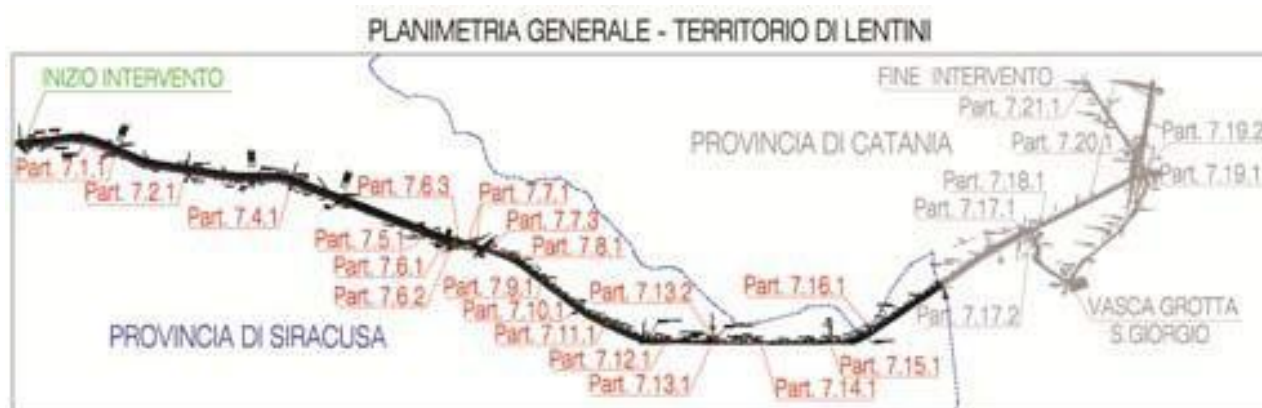 PLANIMETRIA GENERALE - TERRITORIO DI LENTINI
INIZIO INTERVENTO
FINE INTERVENTO
Part. 7.21.1
PROVINCIA DI CATANIA
Part. 7.20.1
Part. 7.19.2
Part. 7.19.1
Part. 7.18.1
Part. 7.17.1
Part. 7.1.1
Part. 7.2.1
Part. 7.4.1
Part. 7.6.3
Part. 7.7.1
Part. 7.7.3
Part. 7.8.1
Part. 7.5.1
Part. 7.6.1
Part. 7.6.2
Part. 7.9.1
Part. 7.10.1
Part. 7.11.1
Part. 7.12.1
Part. 7.13.1
Part. 7.13.2
Part. 7.16.1
Part. 7.14.1
Part. 7.15.1
Part. 7.17.2
VASCA GROTTA
S.GIORGIO
PROVINCIA DI SIRACUSA